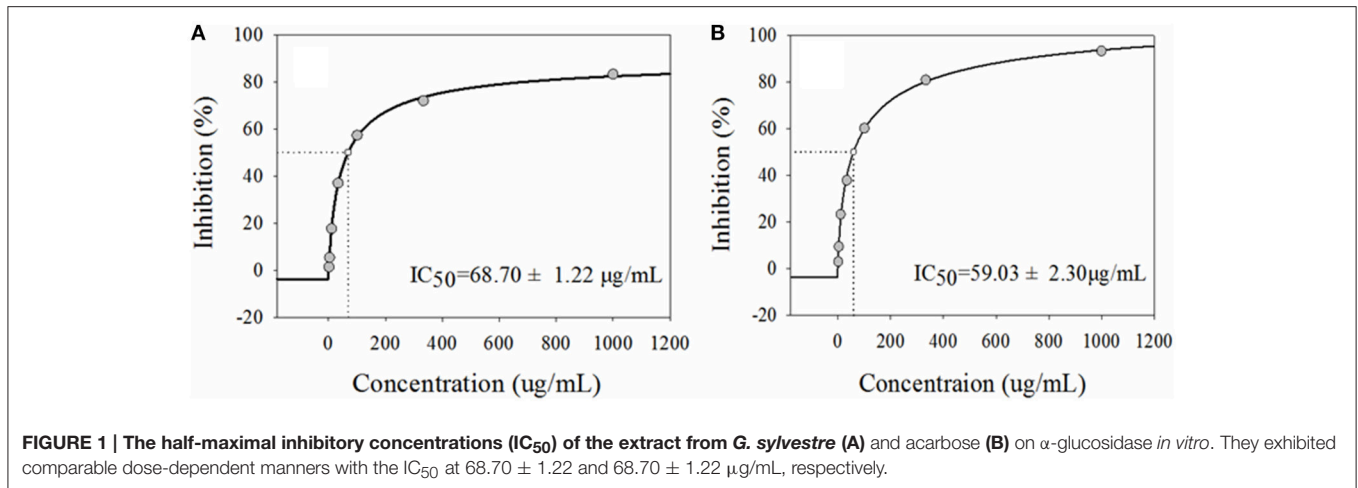 A
B
100
80
60
40
20
0
-20
Inhibition (%)
IC50=68.70 ± 1.22 μg/mL
0 200 400 600 800 1000 1200
Concentration (ug/mL)
100
80
60
40
20
0
-20
Inhibition (%)
IC50=59.03 ± 2.30μg/mL
0 200 400 600 800 1000 1200
Concentraion (ug/mL)
FIGURE 1 | The half-maximal inhibitory concentrations (IC50) of the extract from G. sylvestre (A) and acarbose (B) on α-glucosidase in vitro. They exhibited
comparable dose-dependent manners with the IC50 at 68.70 ± 1.22 and 68.70 ± 1.22 μg/mL, respectively.